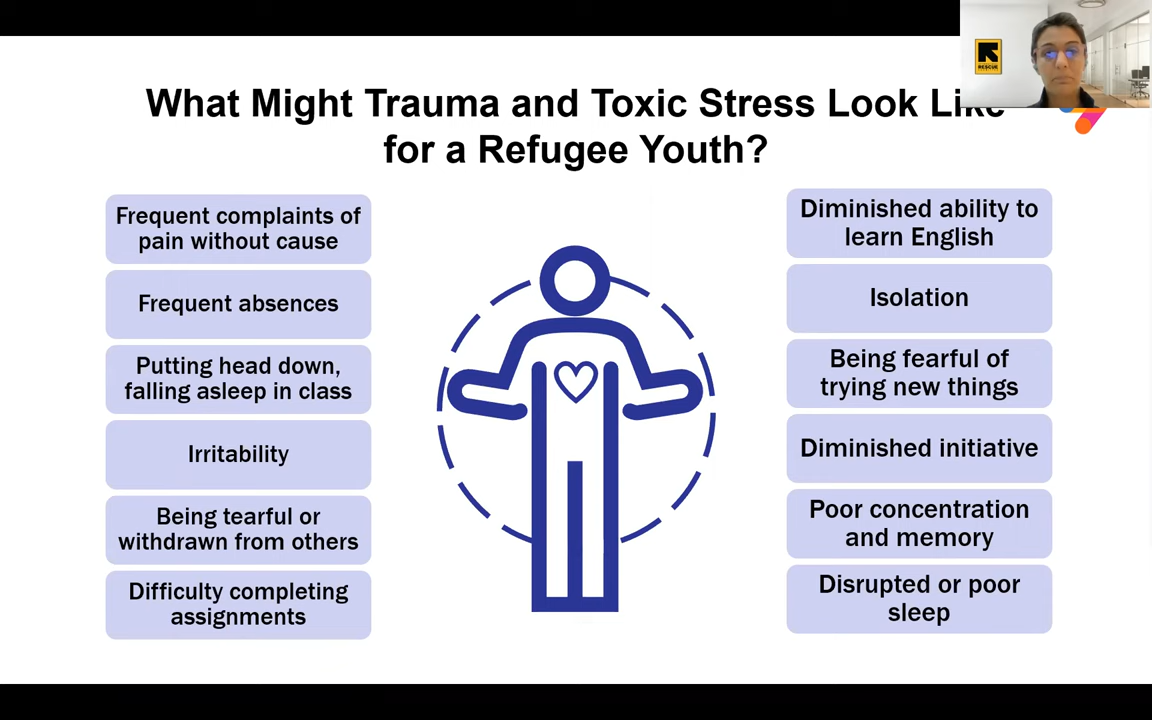 RESCUE
What Might Trauma and Toxic Stress Look Like
for a Refugee Youth?
Frequent complaints of
pain without cause
Frequent absences
Putting head down,
falling asleep in class
Irritability
Being tearful or
withdrawn from others
Difficulty completing
assignments
Diminished ability to
learn English
Isolation
Being fearful of
trying new things
Diminished initiative
Poor concentration
and memory
Disrupted or poor
sleep